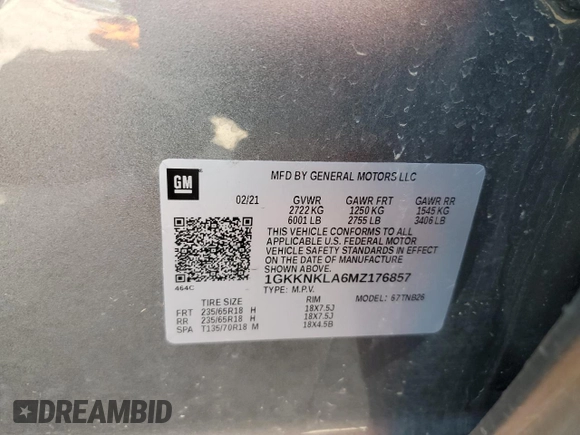 GM
MFD BY GENERAL MOTORS LLC
02/21 GVWR GAWR FRT GAWR RR
2722 KG 1250 KG 1545 KG
6001 LB 2755 LB 3406 LB
THIS VEHICLE CONFORMS TO ALL
APPLICABLE U.S. FEDERAL MOTOR
VEHICLE SAFETY STANDARDS IN EFFECT
ON THE DATE OF MANUFACTURE
SHOWN ABOVE.
464C
1GKKNKLA6MZ176857
TYPE: M.P.V. MODEL: 67TNB26
TIRE SIZE RIM
FRT 235/65R18 H 18X7.5J
RR 235/65R18 H 18X7.5J
SPA T135/70R18 M 18X4.5B
DREAMBID